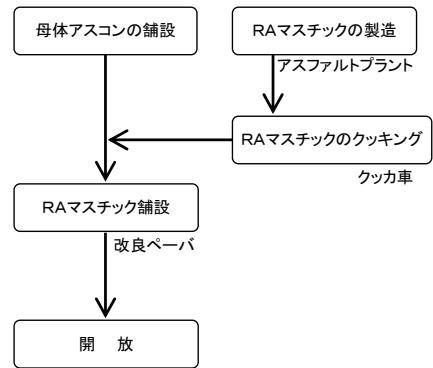 母体アスコンの舗設
RAマスチックの製造
アスファルトプラント
RAマスチックのクッキング
クッカ車
RAマスチック舗設
改良ペーバ
開　放